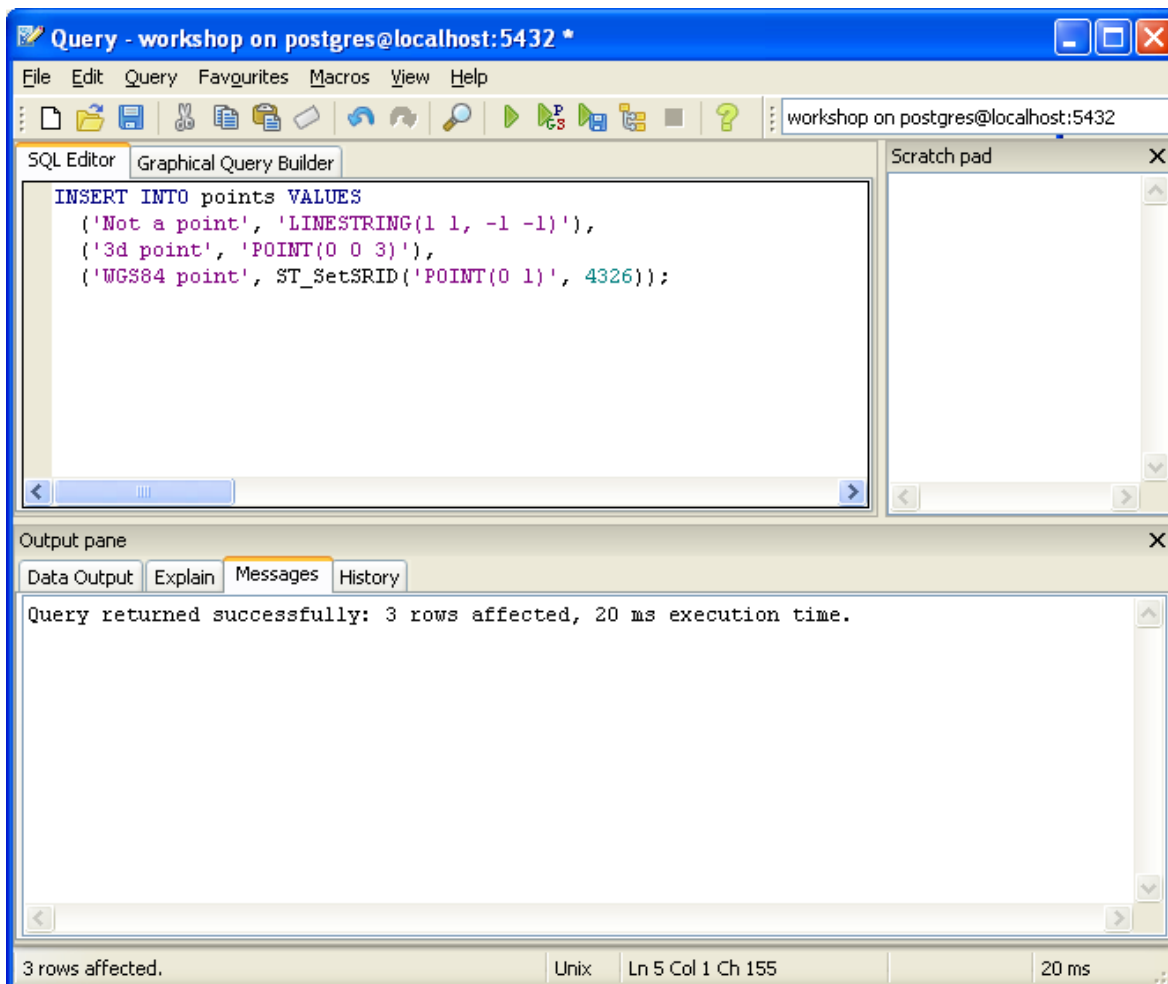 Query - workshop on postgres@localhost:5432 *
File Edit Query Favourites Macros View Help
workshop on postgres@localhost:5432
SQL Editor Graphical Query Builder
Scratch pad
INSERT INTO points VALUES
('Not a point', 'LINESTRING(1 1, -1 -1)'),
('3d point', 'POINT(0 0 3)'),
('WGS84 point', ST_SetSRID('POINT(0 1)', 4326));
Output pane
Data Output Explain Messages History
Query returned successfully: 3 rows affected, 20 ms execution time.
3 rows affected. Unix Ln 5 Col 1 Ch 155 20 ms